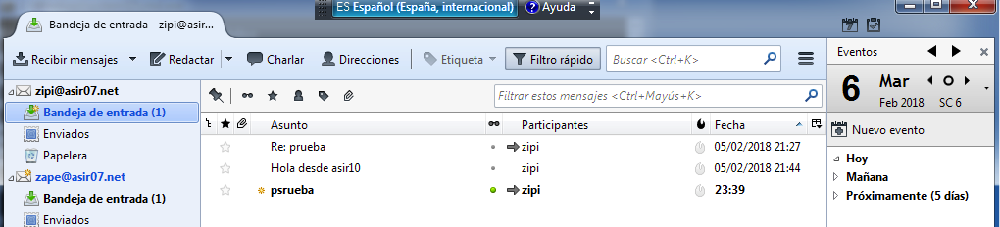 ES Español (España, internacional) ? Ayuda
Bandeja de entrada zipi@asir...
Recibir mensajes Redactar Charlar Direcciones Etiqueta Filtro rápido Buscar <Ctrl+K>
Eventos
zipi@asir07.net
Bandeja de entrada (1)
Enviados
Papelera
zape@asir07.net
Bandeja de entrada (1)
Enviados
Filtrar estos mensajes <Ctrl+Mayús+K>
Asunto Participantes Fecha
Re: prueba zipi 05/02/2018 21:27
Hola desde asir10 zipi 05/02/2018 21:44
psrueba zipi 23:39
6 Mar
Feb 2018 SC 6
Nuevo evento
Hoy
Mañana
Próximamente (5 días)